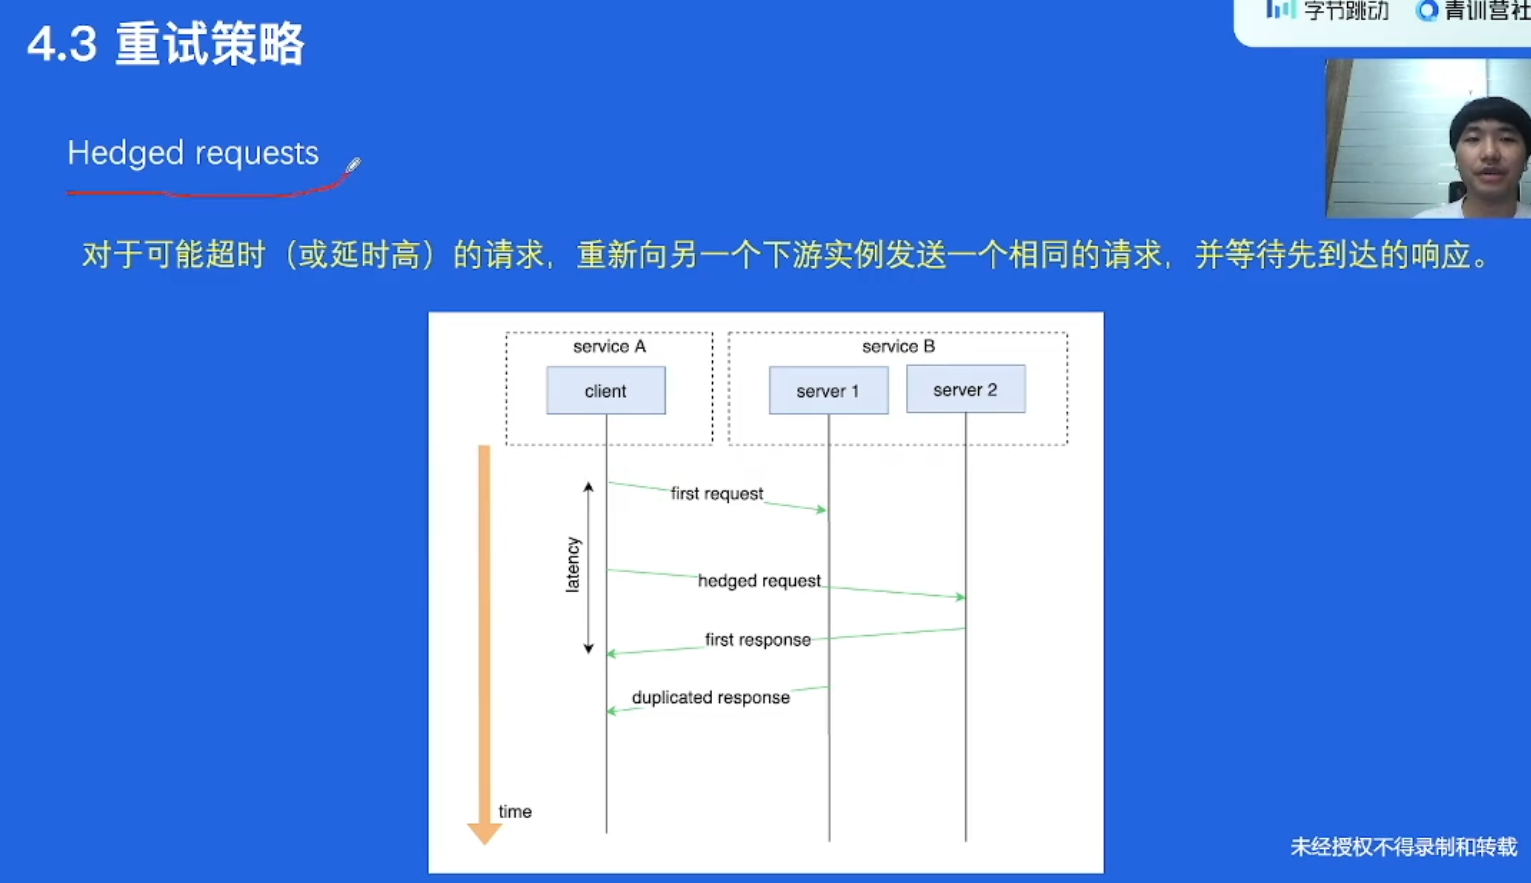 字节跳动 青训营社
4.3 重试策略
Hedged requests
对于可能超时（或延时高）的请求，重新向另一个下游实例发送一个相同的请求，并等待先到达的响应。
service A
service B
client
server 1
server 2
first request
latency
hedged request
first response
duplicated response
time
未经授权不得录制和转载